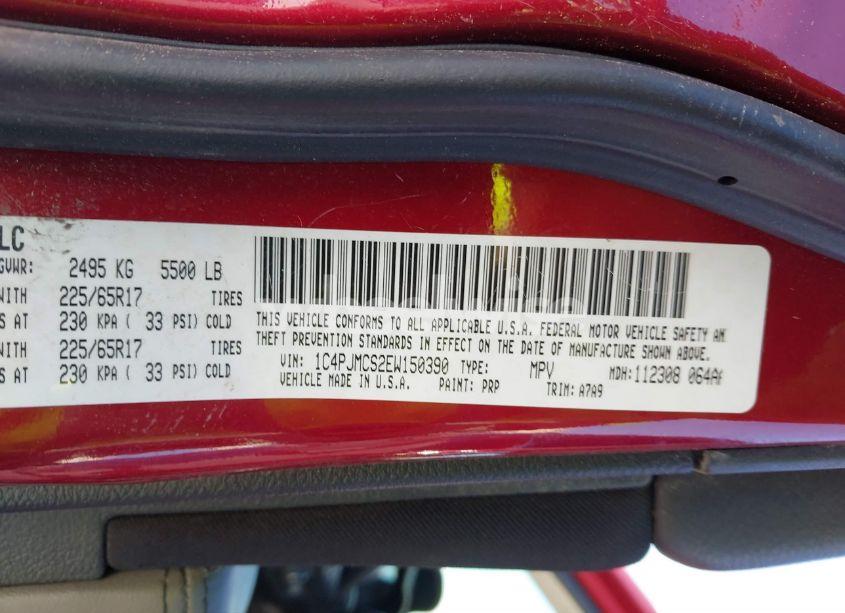 LC
GVWR: 2495 KG 5500 LB
WITH 225/65R17 TIRES
S AT 230 KPA ( 33 PSI) COLD
WITH 225/65R17 TIRES
S AT 230 KPA ( 33 PSI) COLD
THIS VEHICLE CONFORMS TO ALL APPLICABLE U.S.A. FEDERAL MOTOR VEHICLE SAFETY AN
THEFT PREVENTION STANDARDS IN EFFECT ON THE DATE OF MANUFACTURE SHOWN ABOVE.
VIN: 1C4PJMCS2EW150390 TYPE: MPV MDH: 112308 064A
VEHICLE MADE IN U.S.A. PAINT: PRP TRIM: A7A9